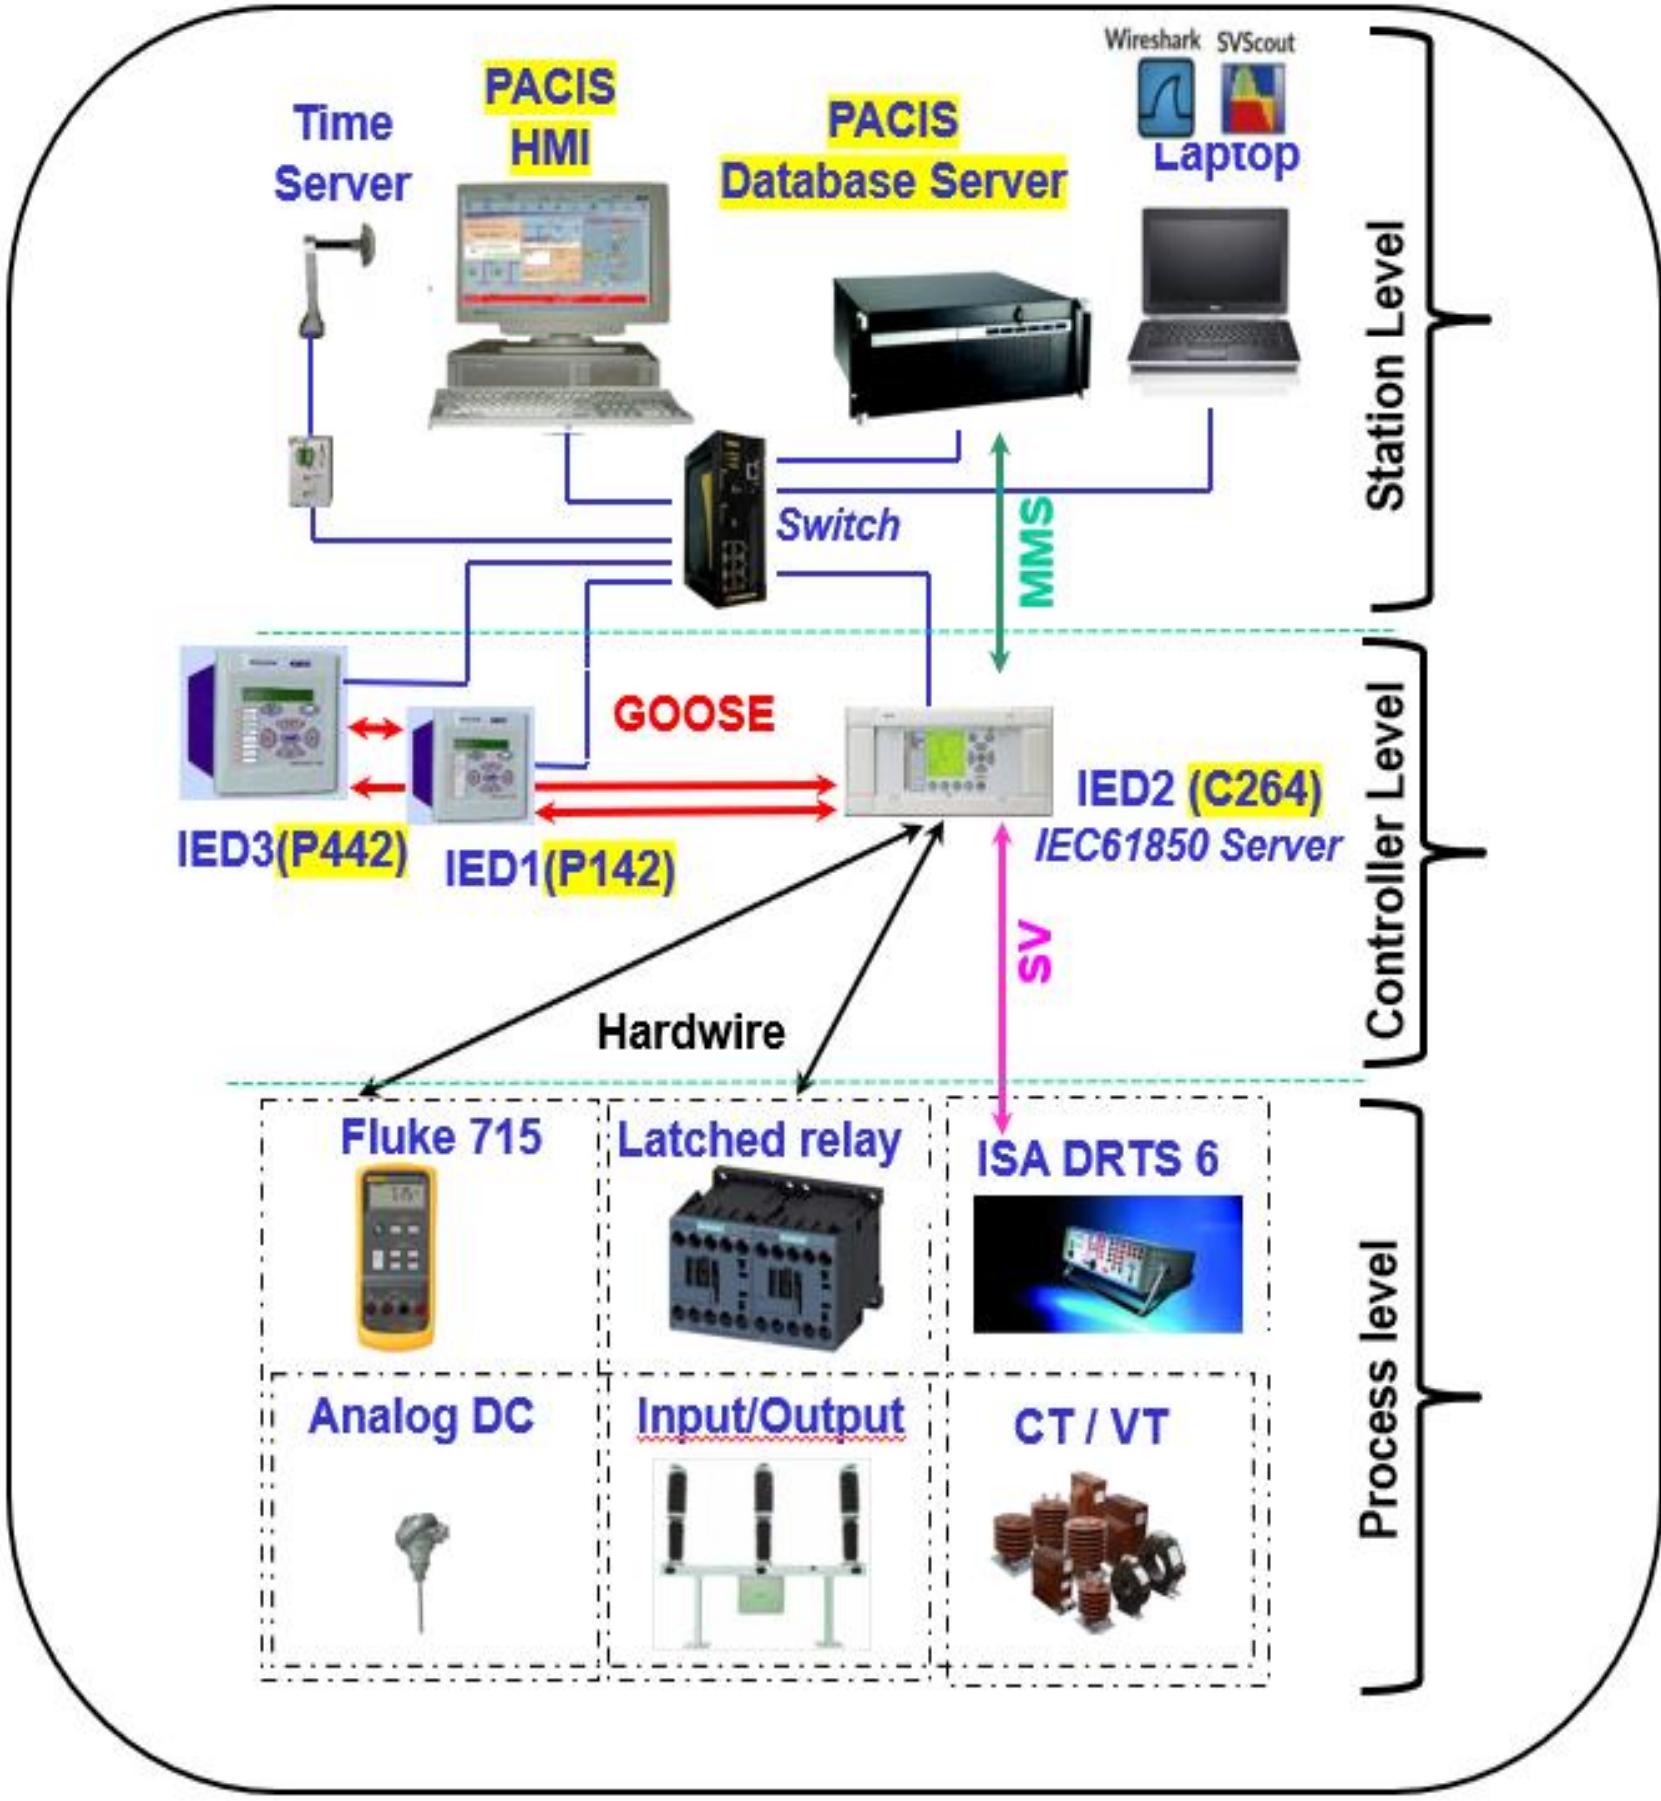 Wireshark SVScout
PACIS
HMI
Time
Server
PACIS
Database Server
Laptop
Station Level
Switch
MMS
GOOSE
IED2 (C264)
IEC61850 Server
IED3(P442)
IED1(P142)
Controller Level
SV
Hardwire
Fluke 715
Latched relay
ISA DRTS 6
Analog DC
Input/Output
CT / VT
Process level